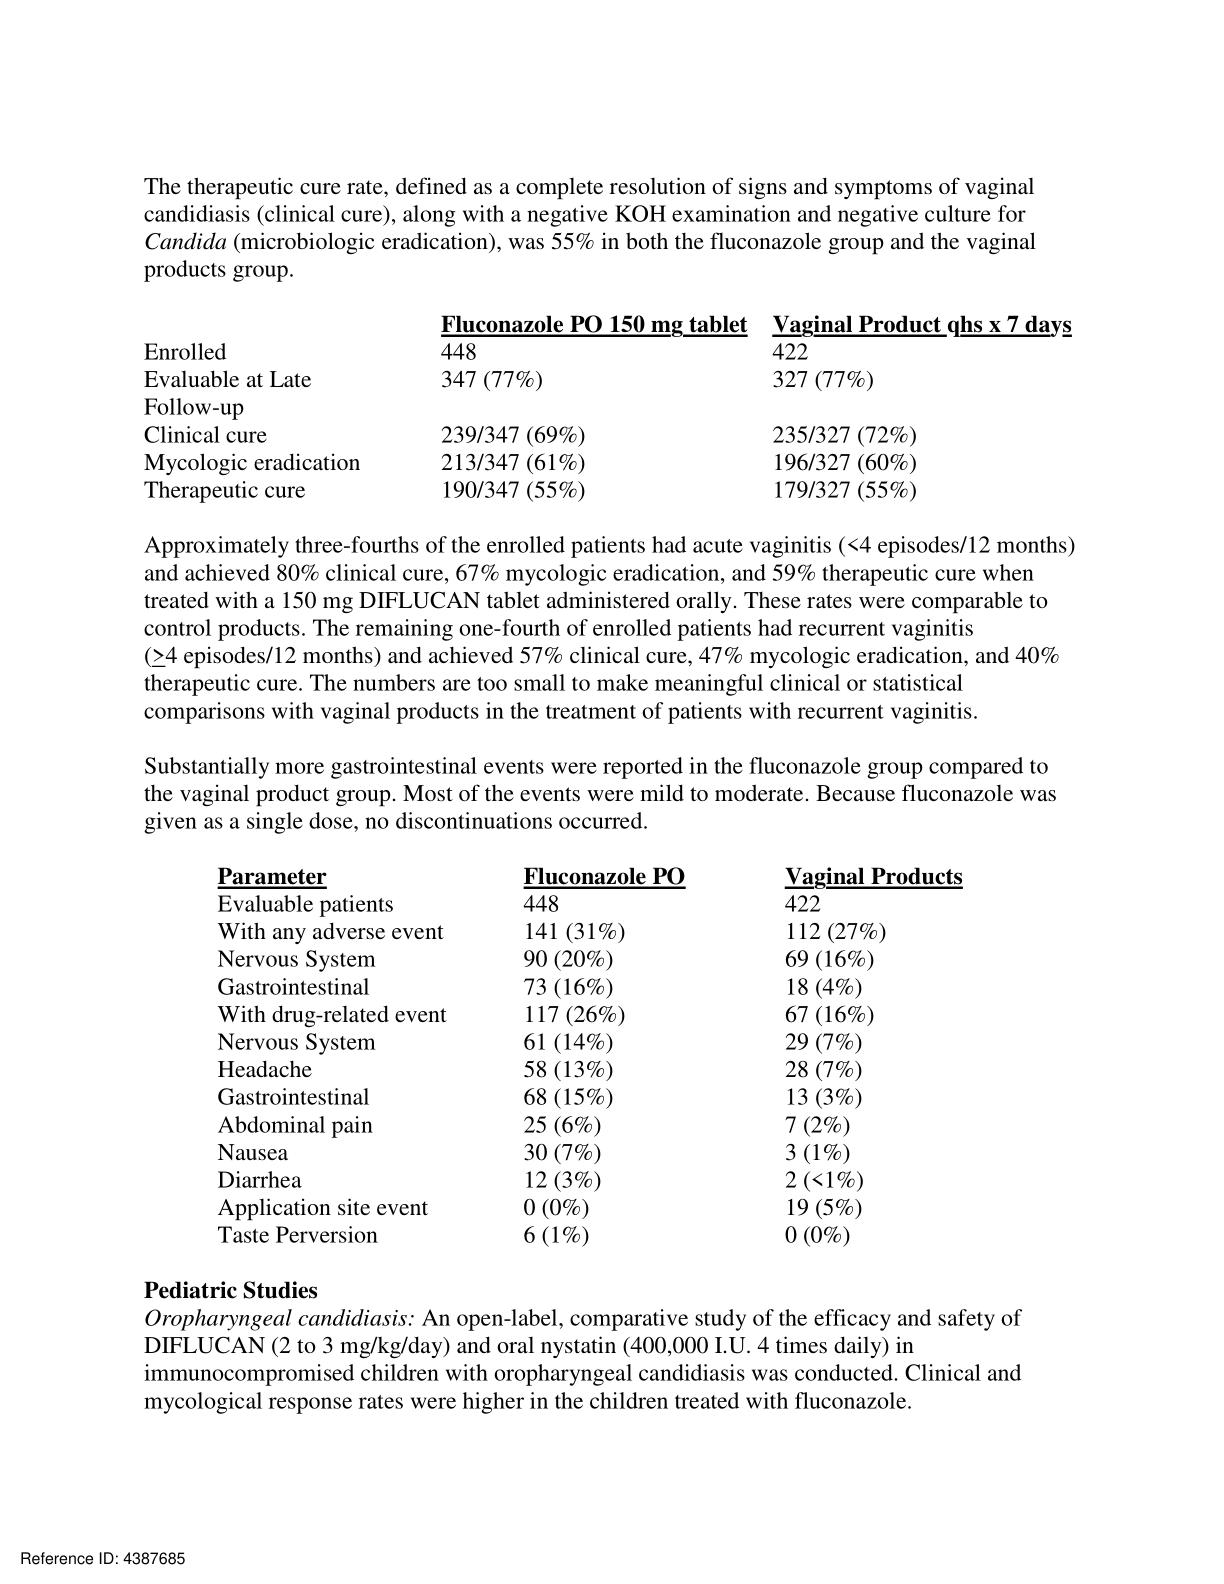 The therapeutic cure rate, defined as a complete resolution of signs and symptoms of vaginal
candidiasis (clinical cure), along with a negative KOH examination and negative culture for
Candida (microbiologic eradication), was 55% in both the fluconazole group and the vaginal
products group.
Fluconazole PO 150 mg tablet Vaginal Product qhs x 7 days
Enrolled 448 422
Evaluable at Late 347 (77%) 327 (77%)
Follow-up
Clinical cure 239/347 (69%) 235/327 (72%)
Mycologic eradication 213/347 (61%) 196/327 (60%)
Therapeutic cure 190/347 (55%) 179/327 (55%)
Approximately three-fourths of the enrolled patients had acute vaginitis (<4 episodes/12 months)
and achieved 80% clinical cure, 67% mycologic eradication, and 59% therapeutic cure when
treated with a 150 mg DIFLUCAN tablet administered orally. These rates were comparable to
control products. The remaining one-fourth of enrolled patients had recurrent vaginitis
(≥4 episodes/12 months) and achieved 57% clinical cure, 47% mycologic eradication, and 40%
therapeutic cure. The numbers are too small to make meaningful clinical or statistical
comparisons with vaginal products in the treatment of patients with recurrent vaginitis.
Substantially more gastrointestinal events were reported in the fluconazole group compared to
the vaginal product group. Most of the events were mild to moderate. Because fluconazole was
given as a single dose, no discontinuations occurred.
Parameter Fluconazole PO Vaginal Products
Evaluable patients 448 422
With any adverse event 141 (31%) 112 (27%)
Nervous System 90 (20%) 69 (16%)
Gastrointestinal 73 (16%) 18 (4%)
With drug-related event 117 (26%) 67 (16%)
Nervous System 61 (14%) 29 (7%)
Headache 58 (13%) 28 (7%)
Gastrointestinal 68 (15%) 13 (3%)
Abdominal pain 25 (6%) 7 (2%)
Nausea 30 (7%) 3 (1%)
Diarrhea 12 (3%) 2 (<1%)
Application site event 0 (0%) 19 (5%)
Taste Perversion 6 (1%) 0 (0%)
Pediatric Studies
Oropharyngeal candidiasis: An open-label, comparative study of the efficacy and safety of
DIFLUCAN (2 to 3 mg/kg/day) and oral nystatin (400,000 I.U. 4 times daily) in
immunocompromised children with oropharyngeal candidiasis was conducted. Clinical and
mycological response rates were higher in the children treated with fluconazole.
Reference ID: 4387685